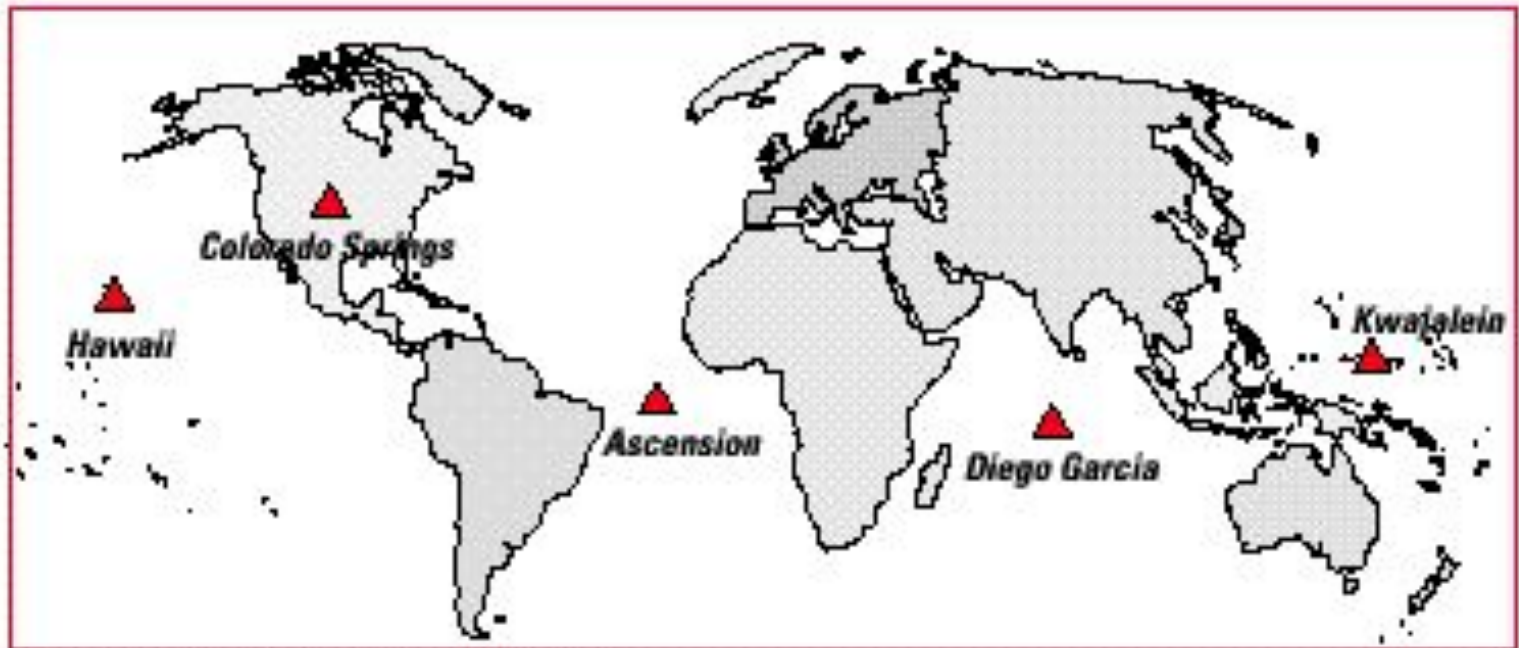 Colorado Springs
Hawaii
Kwajalein
Ascension
Diego Garcia